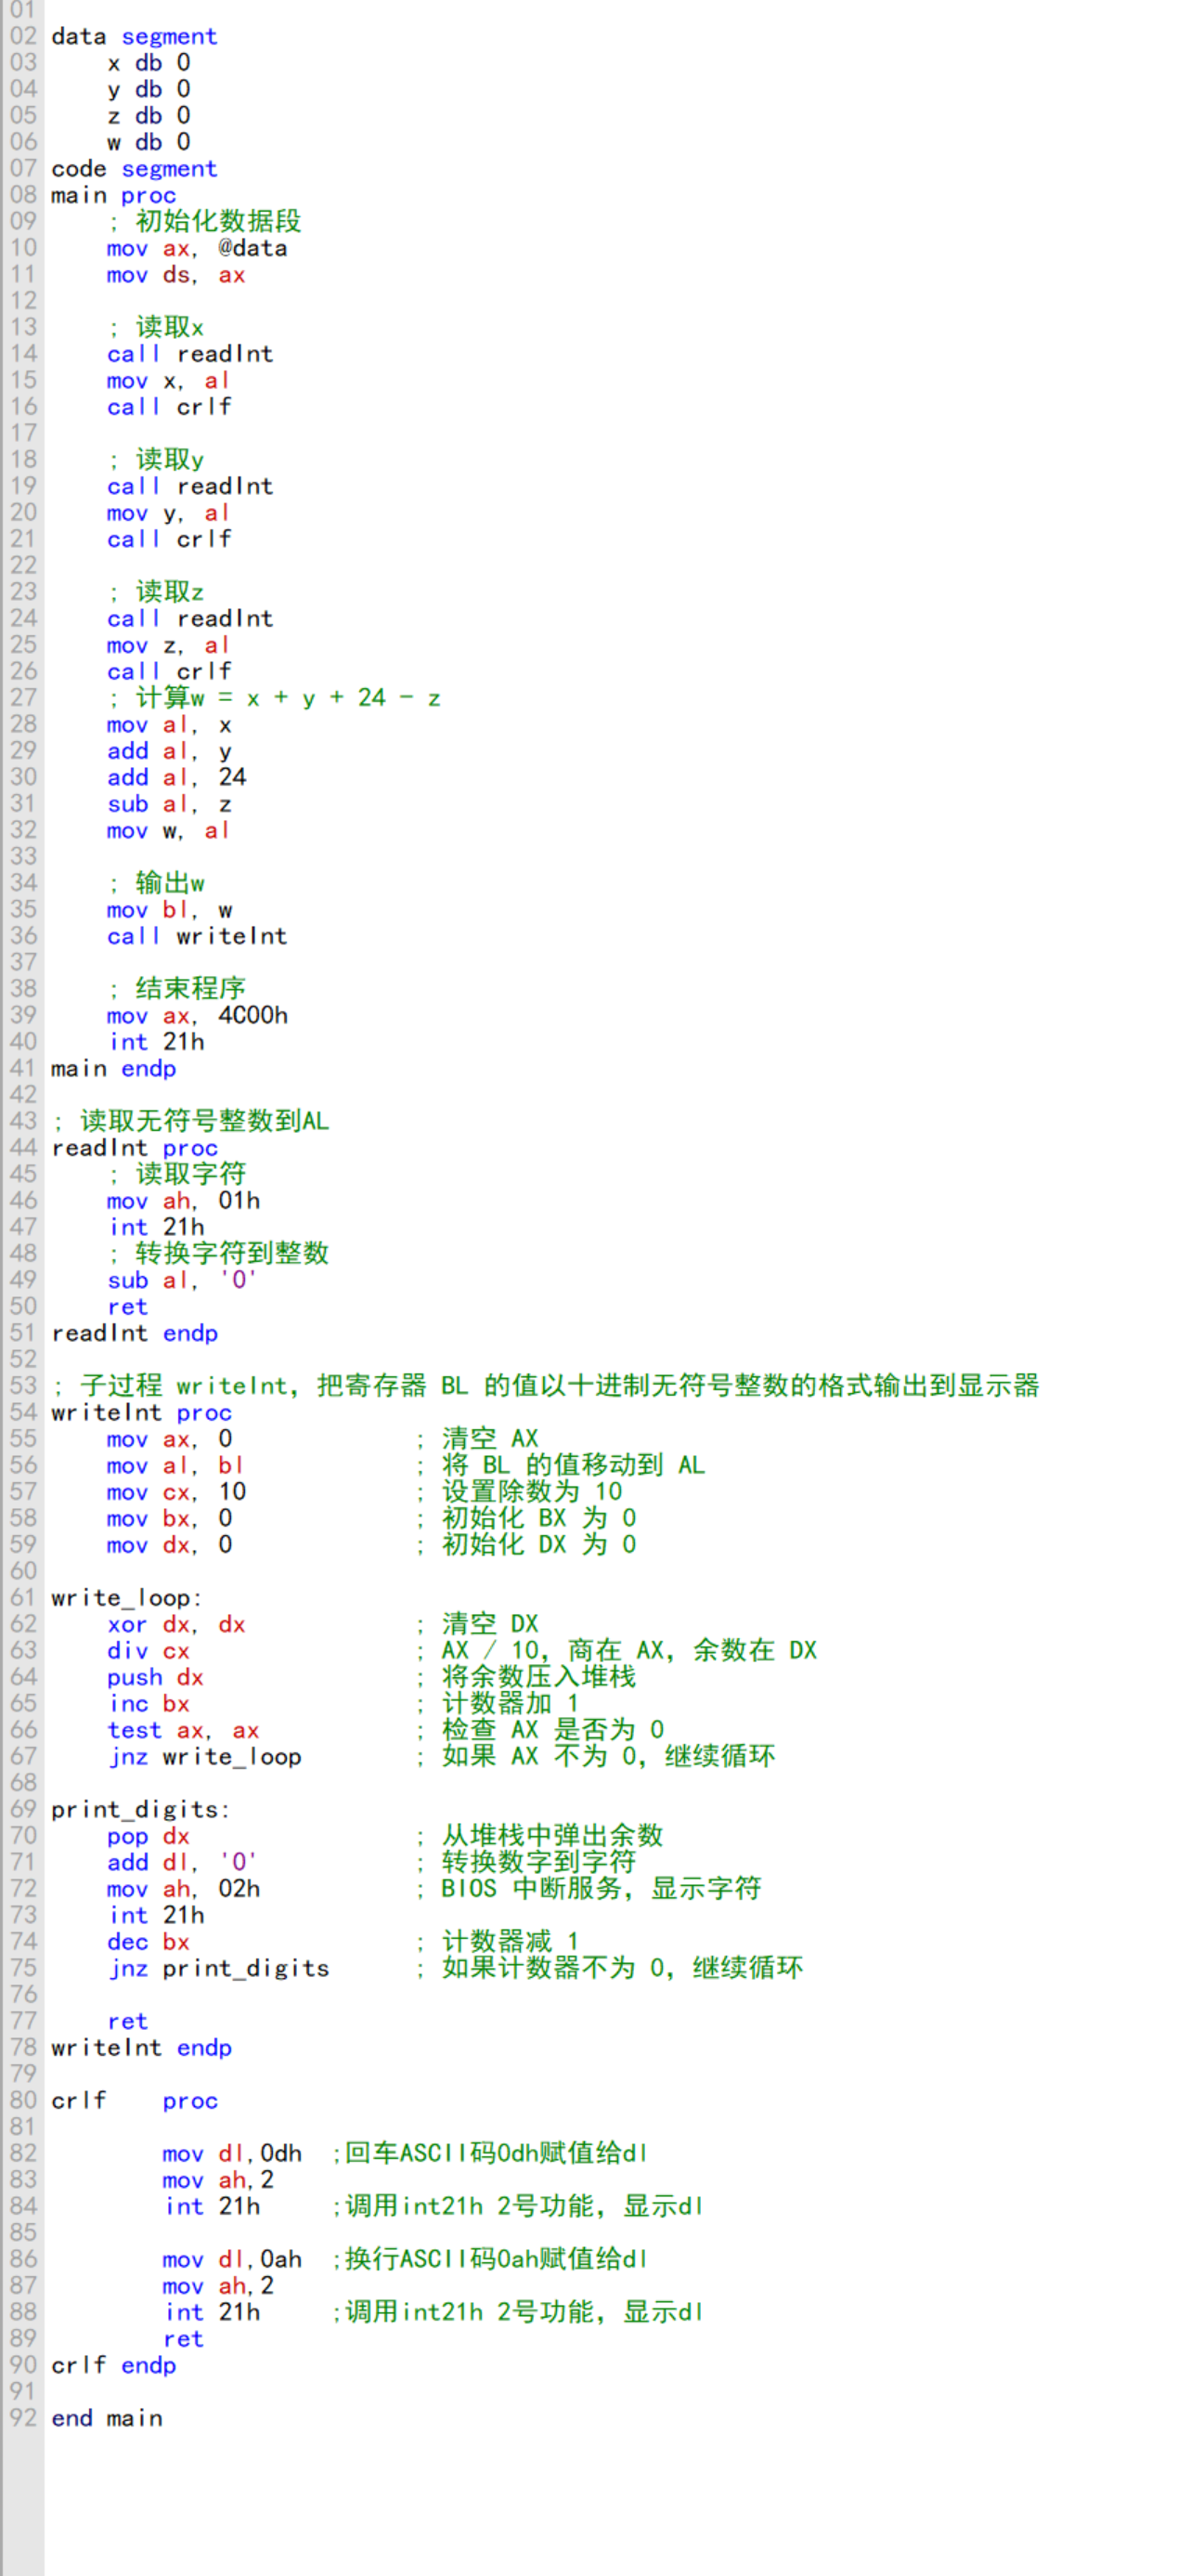 01
02 data segment
03     x db 0
04     y db 0
05     z db 0
06     w db 0
07 code segment
08 main proc
09     ; 初始化数据段
10     mov ax, @data
11     mov ds, ax
12
13     ; 读取x
14     call readInt
15     mov x, al
16     call crlf
17
18     ; 读取y
19     call readInt
20     mov y, al
21     call crlf
22
23     ; 读取z
24     call readInt
25     mov z, al
26     call crlf
27     ; 计算w = x + y + 24 - z
28     mov al, x
29     add al, y
30     add al, 24
31     sub al, z
32     mov w, al
33
34     ; 输出w
35     mov bl, w
36     call writeInt
37
38     ; 结束程序
39     mov ax, 4C00h
40     int 21h
41 main endp
42
43 ; 读取无符号整数到AL
44 readInt proc
45     ; 读取字符
46     mov ah, 01h
47     int 21h
48     ; 转换字符到整数
49     sub al, '0'
50     ret
51 readInt endp
52
53 ; 子过程 writeInt，把寄存器 BL 的值以十进制无符号整数的格式输出到显示器
54 writeInt proc
55     mov ax, 0             ; 清空 AX
56     mov al, bl            ; 将 BL 的值移动到 AL
57     mov cx, 10            ; 设置除数为 10
58     mov bx, 0             ; 初始化 BX 为 0
59     mov dx, 0             ; 初始化 DX 为 0
60
61 write_loop:
62     xor dx, dx            ; 清空 DX
63     div cx                ; AX / 10，商在 AX，余数在 DX
64     push dx               ; 将余数压入堆栈
65     inc bx                ; 计数器加 1
66     test ax, ax           ; 检查 AX 是否为 0
67     jnz write_loop        ; 如果 AX 不为 0，继续循环
68
69 print_digits:
70     pop dx                ; 从堆栈中弹出余数
71     add dl, '0'           ; 转换数字到字符
72     mov ah, 02h           ; BIOS 中断服务，显示字符
73     int 21h
74     dec bx                ; 计数器减 1
75     jnz print_digits      ; 如果计数器不为 0，继续循环
76
77     ret
78 writeInt endp
79
80 crlf    proc
81
82         mov dl,0dh  ;回车ASCII码0dh赋值给dl
83         mov ah,2
84         int 21h     ;调用int21h 2号功能，显示dl
85
86         mov dl,0ah  ;换行ASCII码0ah赋值给dl
87         mov ah,2
88         int 21h     ;调用int21h 2号功能，显示dl
89         ret
90 crlf endp
91
92 end main